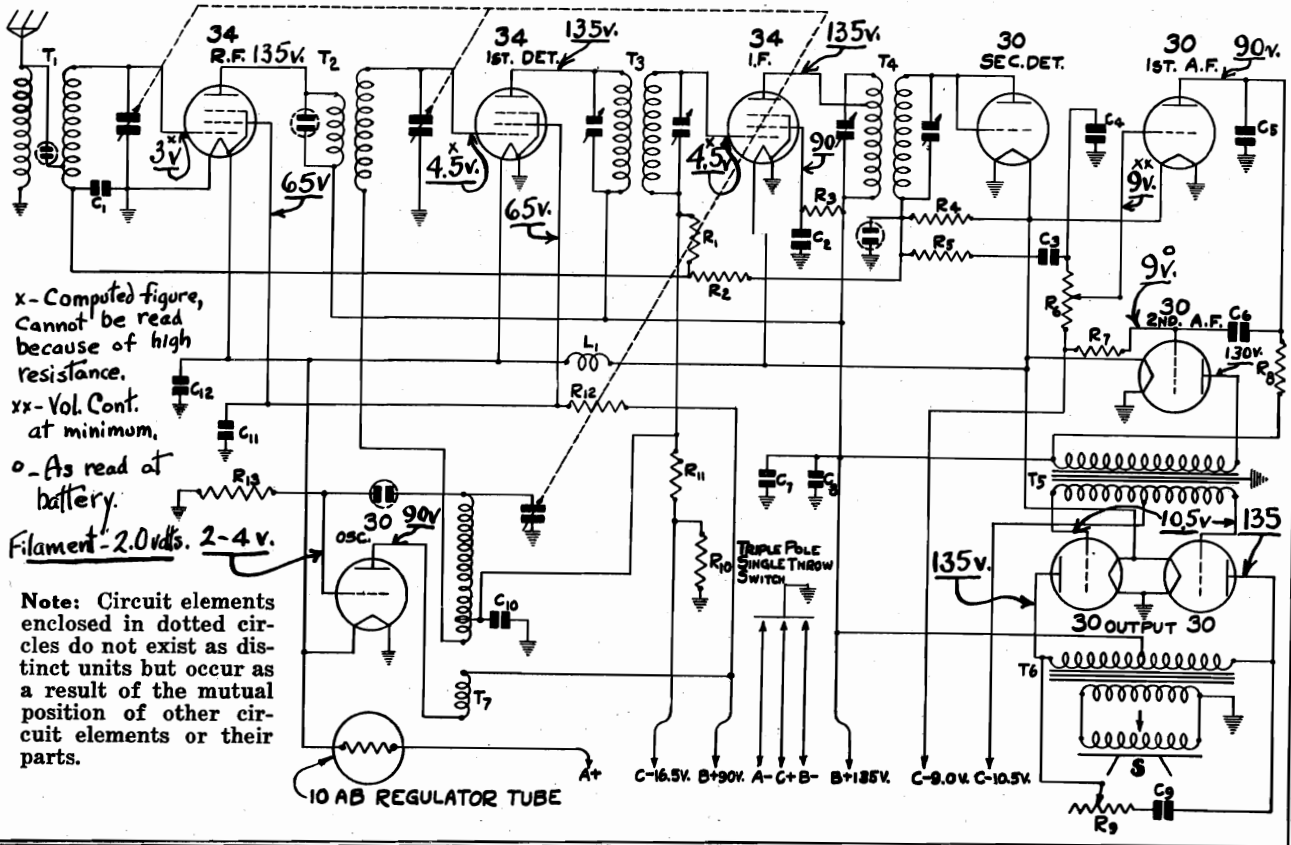 34
R.F. 135v.
34
1ST. DET.
135v.
34
I.F.
135v.
30
SEC. DET.
30
1ST. A.F.
90v.
T1
T2
T3
T4
C4
C5
3v x
65v
4.5v. x
65v.
4.5v x
90
9v. xx
C1
R1
R2
R3
C2
R4
R5
C3
R6
9v. o
30
2ND. A.F.
C6
R7
130v.
R8
x- Computed figure,
Cannot be read
because of high
resistance.
xx- Vol. Cont.
at minimum.
o- As read at
battery.
Filament- 2.0 volts.
2-4 v.
C12
L1
C11
R12
R13
30
OSC.
90v
R11
C7
C8
T5
R10
TRIPLE POLE
SINGLE THROW
SWITCH
10.5v
135
135v.
C10
30 OUTPUT 30
T6
T7
S
Note: Circuit elements
enclosed in dotted cir-
cles do not exist as dis-
tinct units but occur as
a result of the mutual
position of other cir-
cuit elements or their
parts.
10 AB REGULATOR TUBE
A+
C-16.5V.
B+90V.
A-
C+
B-
B+135V.
C-9.0V.
C-10.5V.
R9
C9